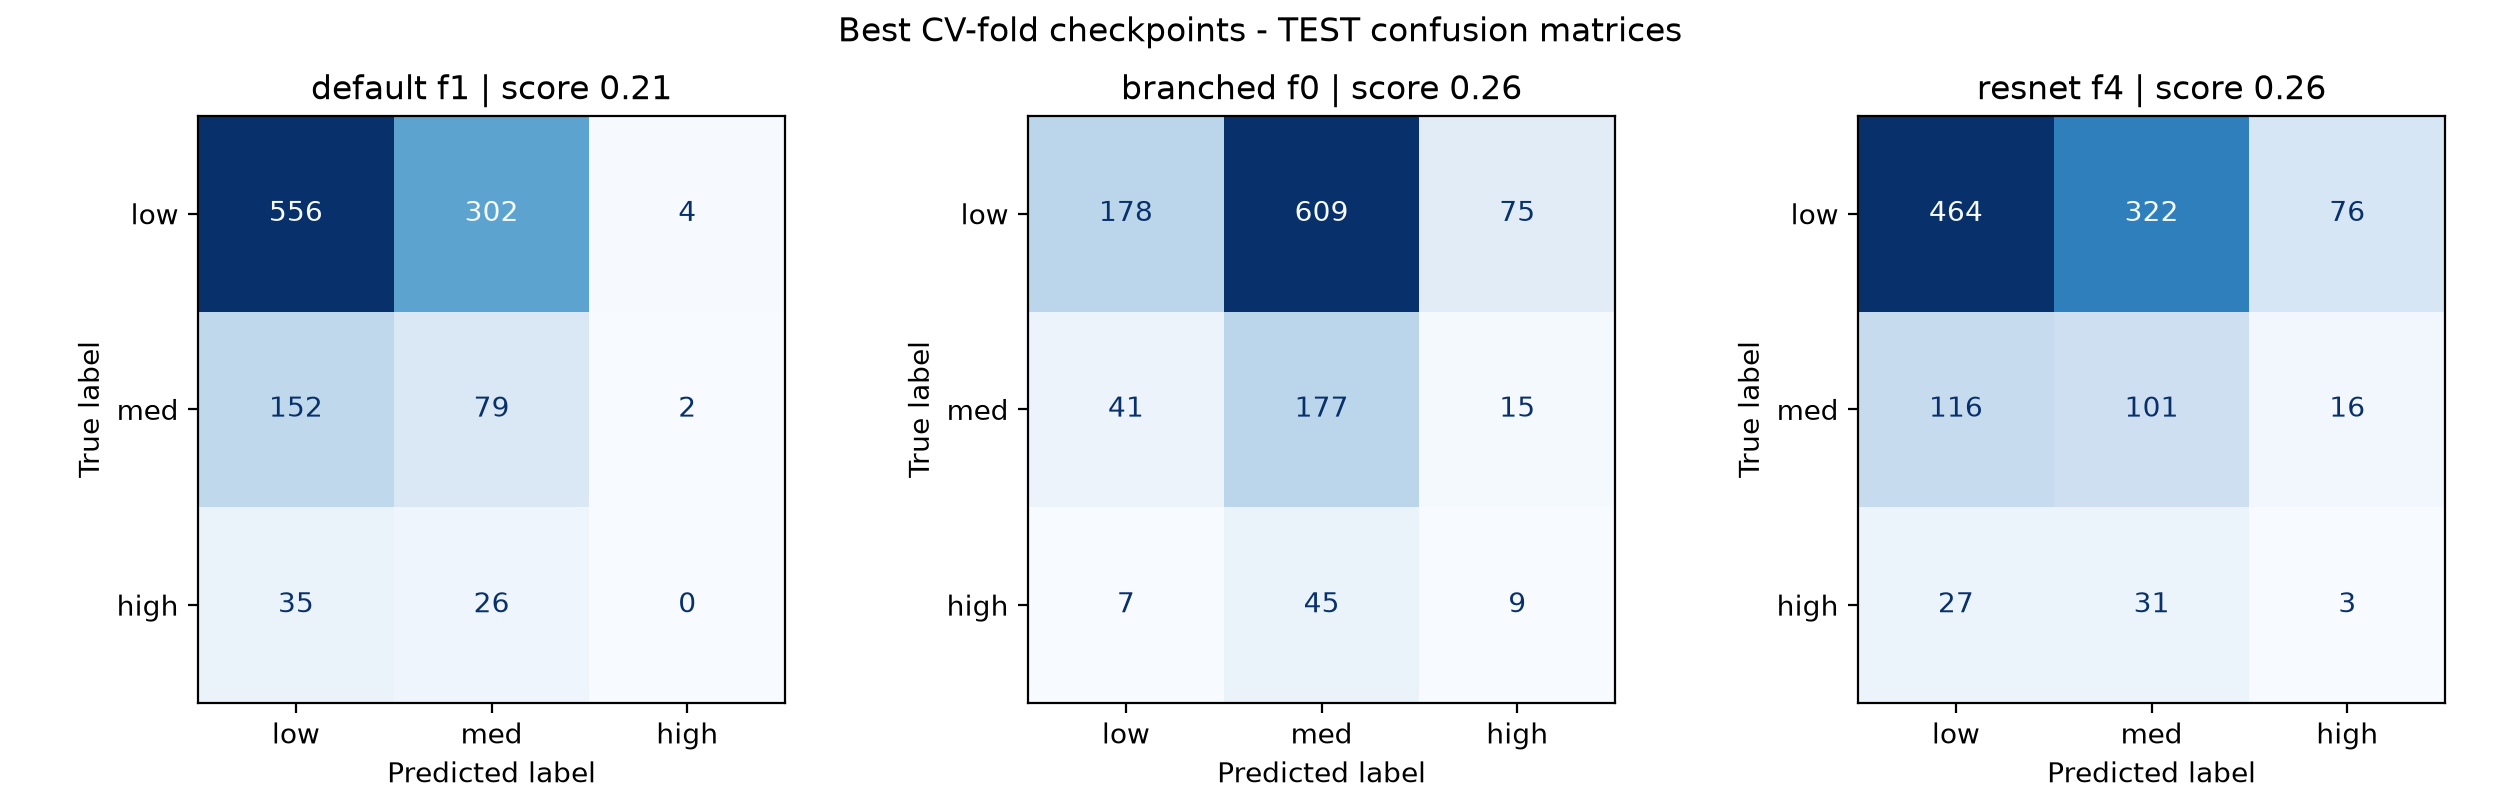 Best CV-fold checkpoints - TEST confusion matrices
default f1 | score 0.21
True label
low
556 302 4
med
152 79 2
high
35 26 0
low med high
Predicted label
branched f0 | score 0.26
True label
low
178 609 75
med
41 177 15
high
7 45 9
low med high
Predicted label
resnet f4 | score 0.26
True label
low
464 322 76
med
116 101 16
high
27 31 3
low med high
Predicted label